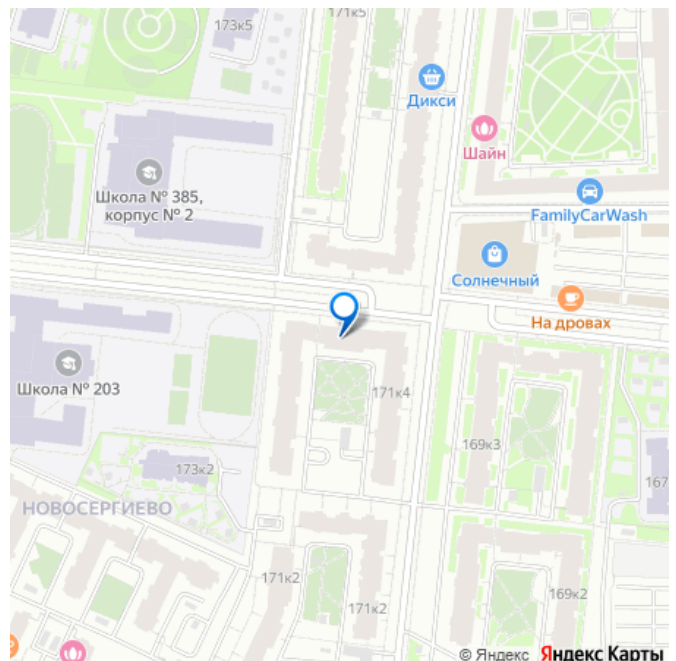 173к5
171к5
Дикси
Шайн
Школа № 385,
корпус № 2
FamilyCarWash
Солнечный
На дровах
Школа № 203
171к4
169к3
173к2
167
НОВОСЕРГИЕВО
171к2
171к2
169к2
© Яндекс Яндекс Карты